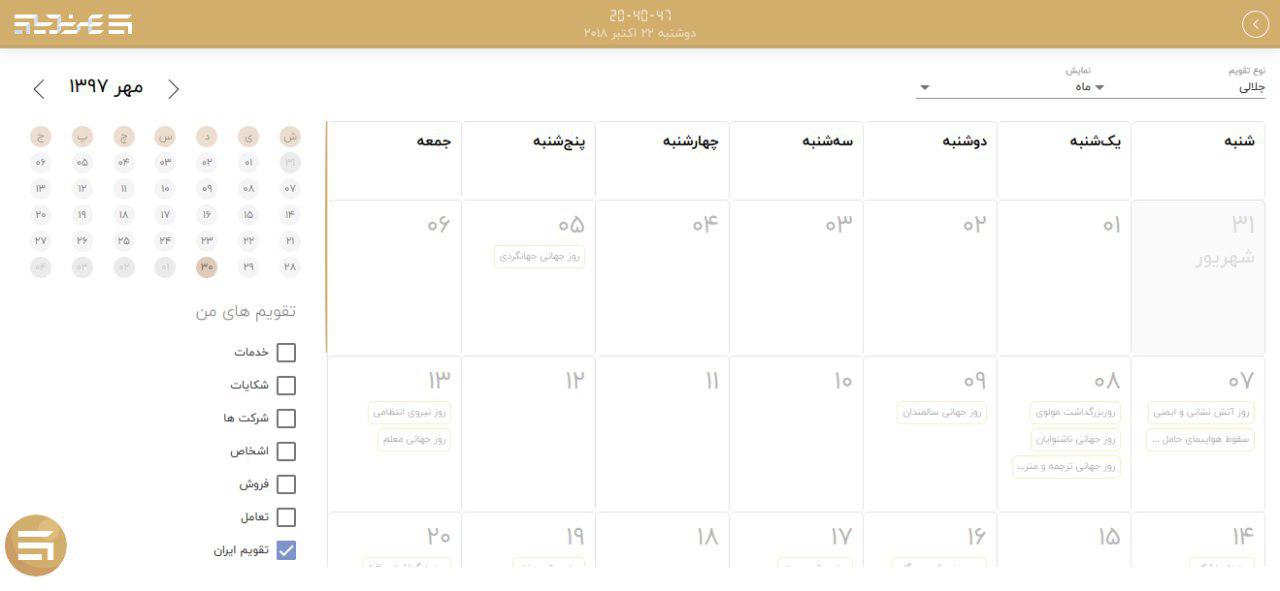 20-40-47
دوشنبه ۲۲ اکتبر ۲۰۱۸
نوع تقویم
جلالی
نمایش
ماه
مهر ۱۳۹۷
شنبه
یک‌شنبه
دوشنبه
سه‌شنبه
چهارشنبه
پنج‌شنبه
جمعه
۳۱ شهریور
۰۱
۰۲
۰۳
۰۴
۰۵
روز جهانی جهانگردی
۰۶
۰۷
روز آتش نشانی و ایمنی
سقوط هواپیمای حامل ...
۰۸
روزبزرگداشت مولوی
روز جهانی ناشنوایان
روز جهانی ترجمه و متر...
۰۹
روز جهانی سالمندان
۱۰
۱۱
۱۲
۱۳
روز نیروی انتظامی
روز جهانی معلم
۱۴
۱۵
۱۶
۱۷
۱۸
۱۹
۲۰
ش ی د س چ پ ج
۳۱ ۰۱ ۰۲ ۰۳ ۰۴ ۰۵ ۰۶
۰۷ ۰۸ ۰۹ ۱۰ ۱۱ ۱۲ ۱۳
۱۴ ۱۵ ۱۶ ۱۷ ۱۸ ۱۹ ۲۰
۲۱ ۲۲ ۲۳ ۲۴ ۲۵ ۲۶ ۲۷
۲۸ ۲۹ ۳۰ ۰۱ ۰۲ ۰۳ ۰۴
تقویم های من
خدمات
شکایات
شرکت ها
اشخاص
فروش
تعامل
تقویم ایران